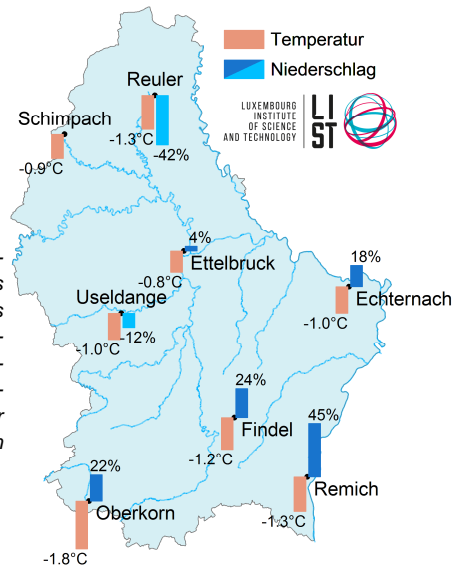 Temperatur
Niederschlag
LUXEMBOURG
INSTITUTE
OF SCIENCE
AND TECHNOLOGY
LI
ST
Reuler
-1.3°C
-42%
Schimpach
-0.9°C
4%
Ettelbruck
-0.8°C
18%
Echternach
-1.0°C
Useldange
-1.0°C
-12%
24%
Findel
-1.2°C
45%
Remich
-1.3°C
22%
Oberkorn
-1.8°C